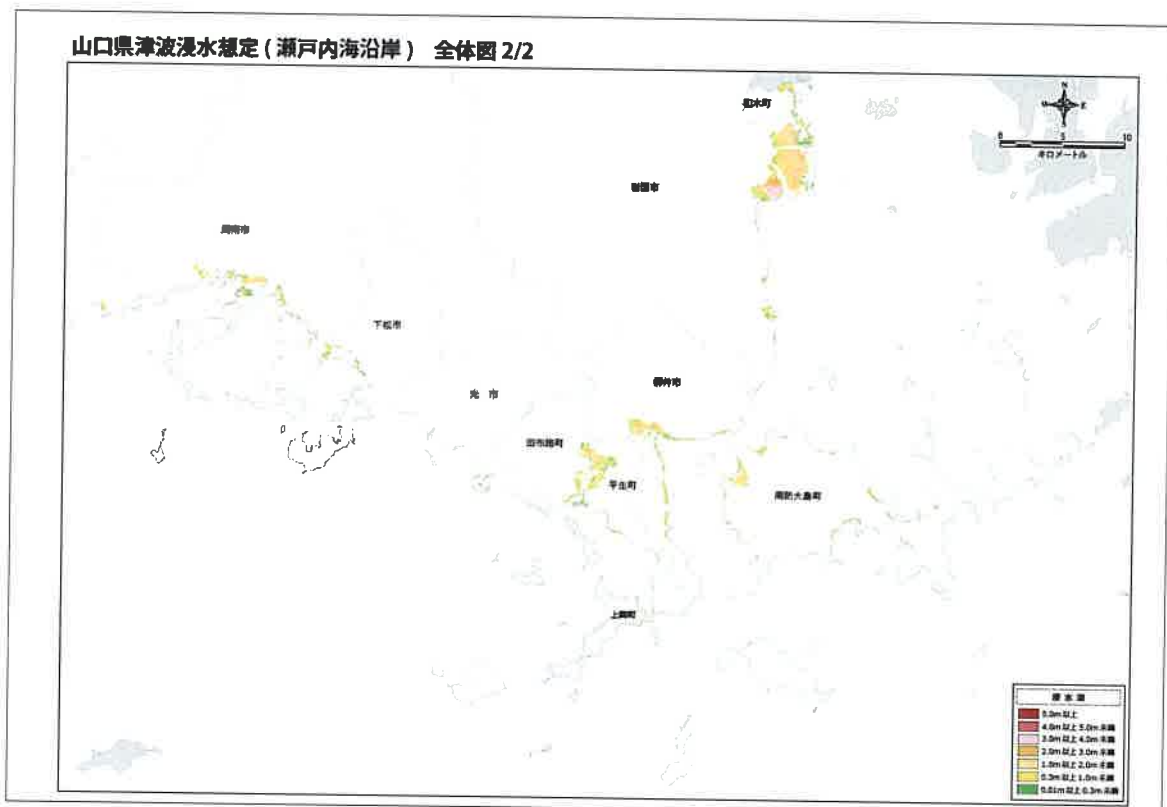 山口県津波浸水想定(瀬戸内海沿岸) 全体図 2/2
和木町
N
W E
S
0 5 10
キロメートル
岩国市
周南市
下松市
柳井市
光 市
田布施町
平生町
周防大島町
上関町
浸水深
5.0m以上
4.0m以上 5.0m未満
3.0m以上 4.0m未満
2.0m以上 3.0m未満
1.0m以上 2.0m未満
0.3m以上 1.0m未満
0.01m以上 0.3m未満